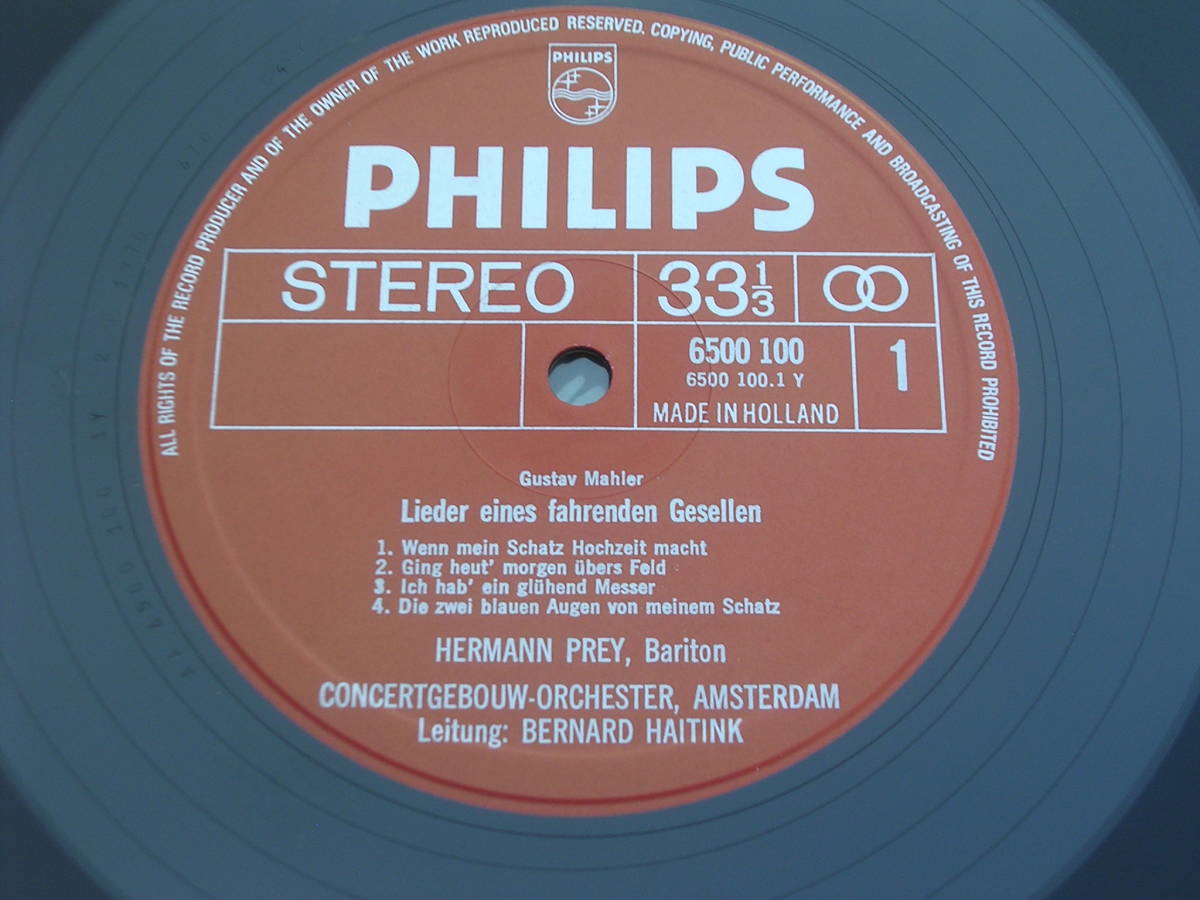 ALL RIGHTS OF THE RECORD PRODUCER AND OF THE OWNER OF THE WORK REPRODUCED RESERVED. COPYING, PUBLIC PERFORMANCE AND BROADCASTING OF THIS RECORD PROHIBITED
PHILIPS
PHILIPS
STEREO 33 1/3
6500 100 1
6500 100.1 Y
MADE IN HOLLAND
Gustav Mahler
Lieder eines fahrenden Gesellen
1. Wenn mein Schatz Hochzeit macht
2. Ging heut' morgen übers Feld
3. Ich hab' ein glühend Messer
4. Die zwei blauen Augen von meinem Schatz
HERMANN PREY, Bariton
CONCERTGEBOUW-ORCHESTER, AMSTERDAM
Leitung: BERNARD HAITINK